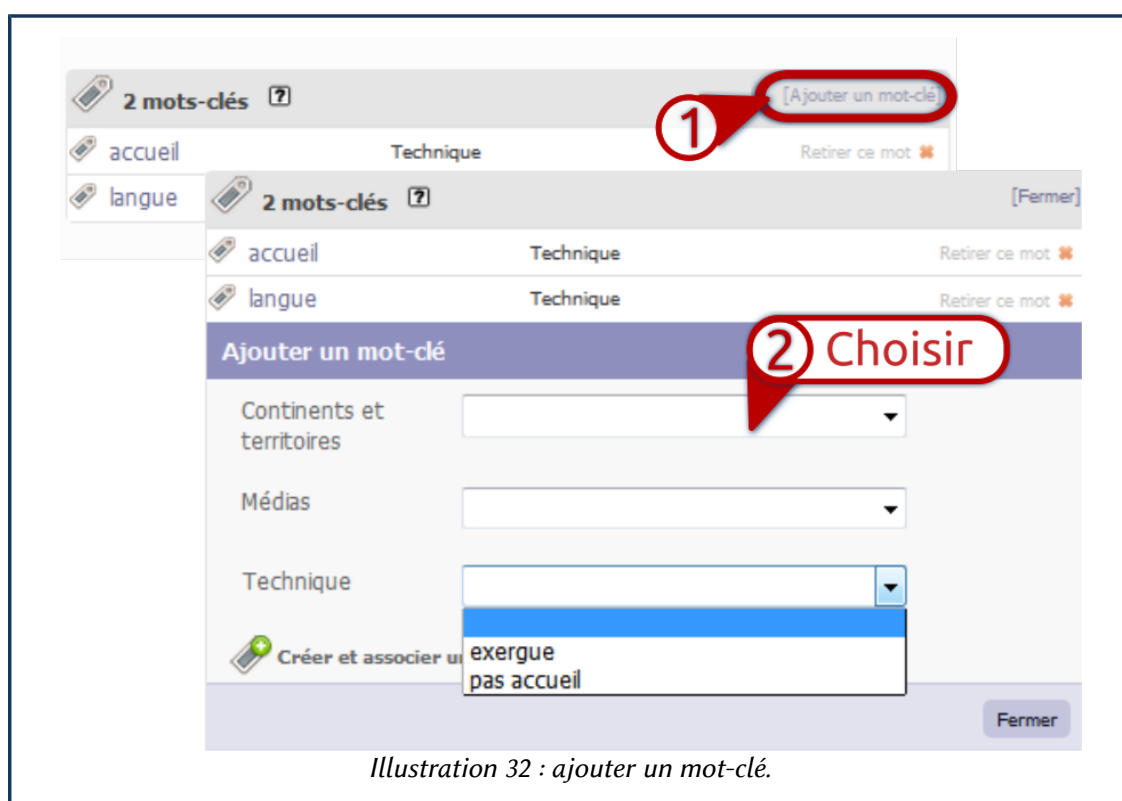 2 mots-clés ?
[Ajouter un mot-clé]
1
accueil Technique Retirer ce mot
langue
2 mots-clés ? [Fermer]
accueil Technique Retirer ce mot
langue Technique Retirer ce mot
Ajouter un mot-clé
2 Choisir
Continents et
territoires
Médias
Technique
exergue
pas accueil
Créer et associer
Fermer
Illustration 32 : ajouter un mot-clé.